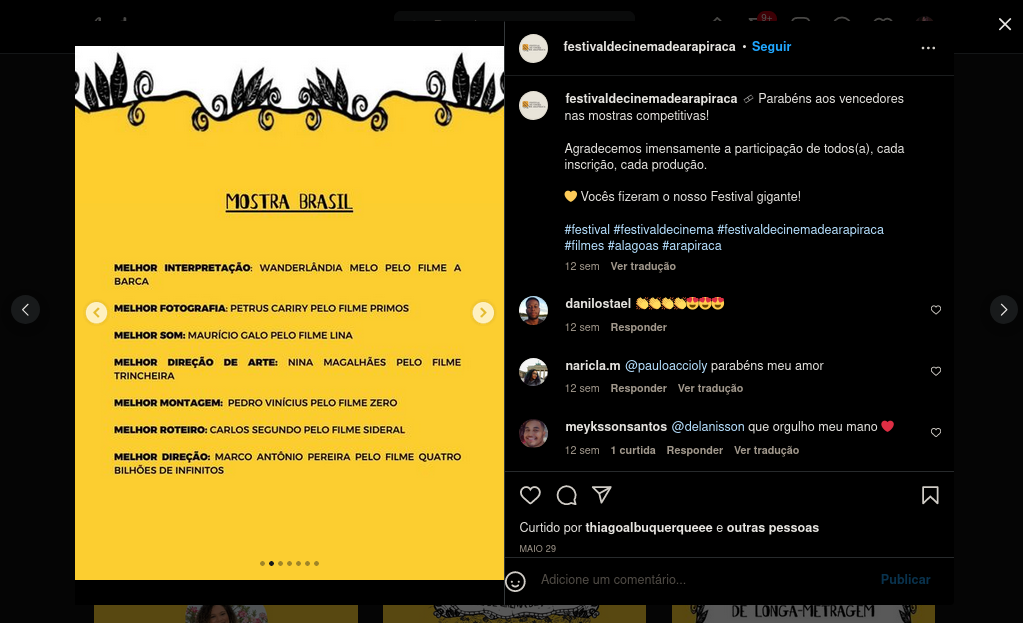 9+
festivaldecinemadearapiraca • Seguir
MOSTRA BRASIL
MELHOR INTERPRETAÇÃO: WANDERLÂNDIA MELO PELO FILME A
BARCA
MELHOR FOTOGRAFIA: PETRUS CARIRY PELO FILME PRIMOS
MELHOR SOM: MAURÍCIO GALO PELO FILME LINA
MELHOR DIREÇÃO DE ARTE: NINA MAGALHÃES PELO FILME
TRINCHEIRA
MELHOR MONTAGEM: PEDRO VINÍCIUS PELO FILME ZERO
MELHOR ROTEIRO: CARLOS SEGUNDO PELO FILME SIDERAL
MELHOR DIREÇÃO: MARCO ANTÔNIO PEREIRA PELO FILME QUATRO
BILHÕES DE INFINITOS
festivaldecinemadearapiraca 🔗 Parabéns aos vencedores
nas mostras competitivas!
Agradecemos imensamente a participação de todos(a), cada
inscrição, cada produção.
💛 Vocês fizeram o nosso Festival gigante!
#festival #festivaldecinema #festivaldecinemadearapiraca
#filmes #alagoas #arapiraca
12 sem Ver tradução
danilostael 👏👏👏👏🤩🤩🤩
12 sem Responder
naricla.m @pauloaccioly parabéns meu amor
12 sem Responder Ver tradução
meykssonsantos @delanisson que orgulho meu mano ❤️
12 sem 1 curtida Responder Ver tradução
Curtido por thiagoalbuquerqueee e outras pessoas
MAIO 29
Adicione um comentário... Publicar
DE LONGA-METRAGEM